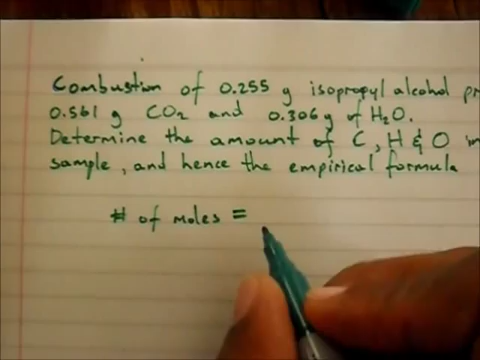 Combustion of 0.255 g isopropyl alcohol pr
0.561 g CO2 and 0.306g of H2O.
Determine the amount of C, H & O in
sample, and hence the empirical formula
# of moles =